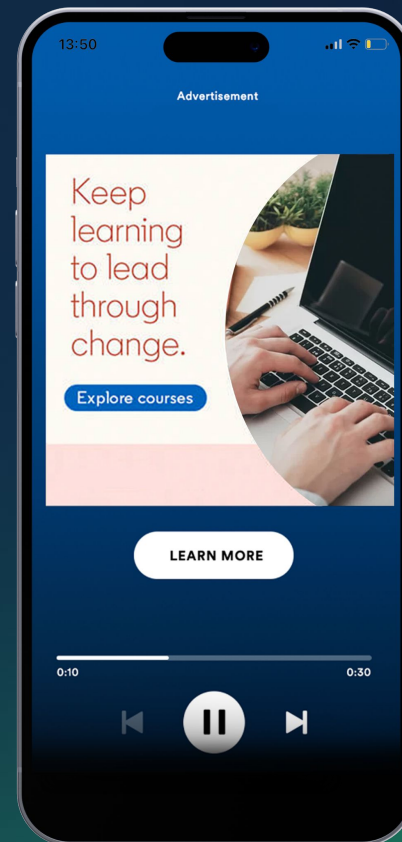 13:50
Advertisement
Keep
learning
to lead
through
change.
Explore courses
LEARN MORE
0:10 0:30